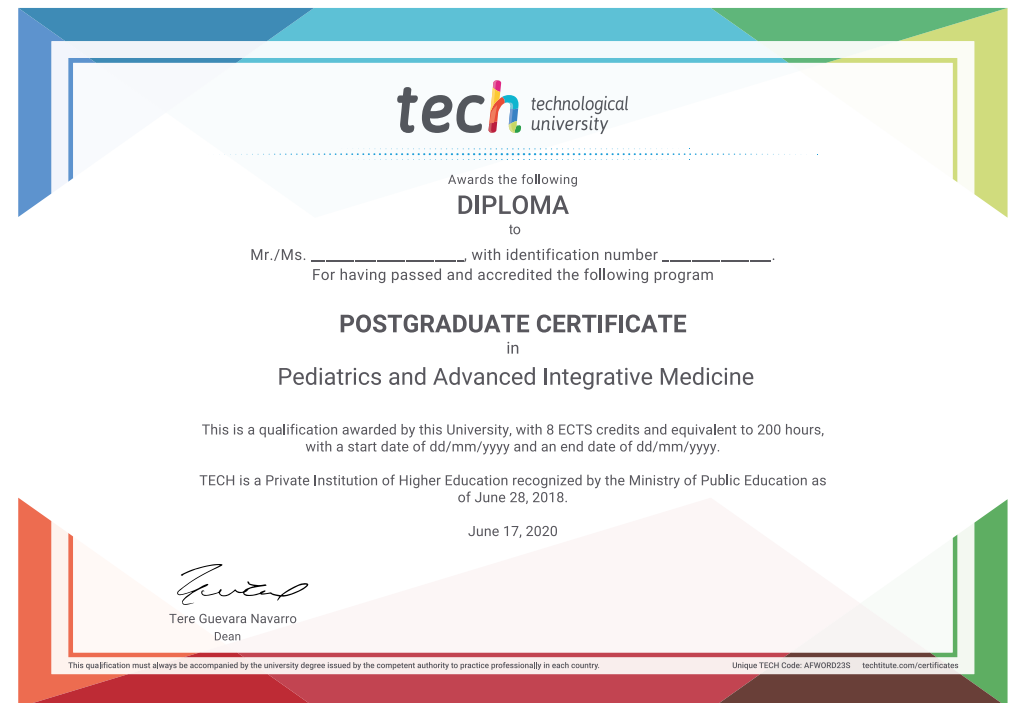 tech technological
university
Awards the following
DIPLOMA
to
Mr./Ms. ____________________, with identification number ______________.
For having passed and accredited the following program
POSTGRADUATE CERTIFICATE
in
Pediatrics and Advanced Integrative Medicine
This is a qualification awarded by this University, with 8 ECTS credits and equivalent to 200 hours,
with a start date of dd/mm/yyyy and an end date of dd/mm/yyyy.
TECH is a Private Institution of Higher Education recognized by the Ministry of Public Education as
of June 28, 2018.
June 17, 2020
Tere Guevara Navarro
Dean
This qualification must always be accompanied by the university degree issued by the competent authority to practice professionally in each country. Unique TECH Code: AFWORD23S techtitute.com/certificates